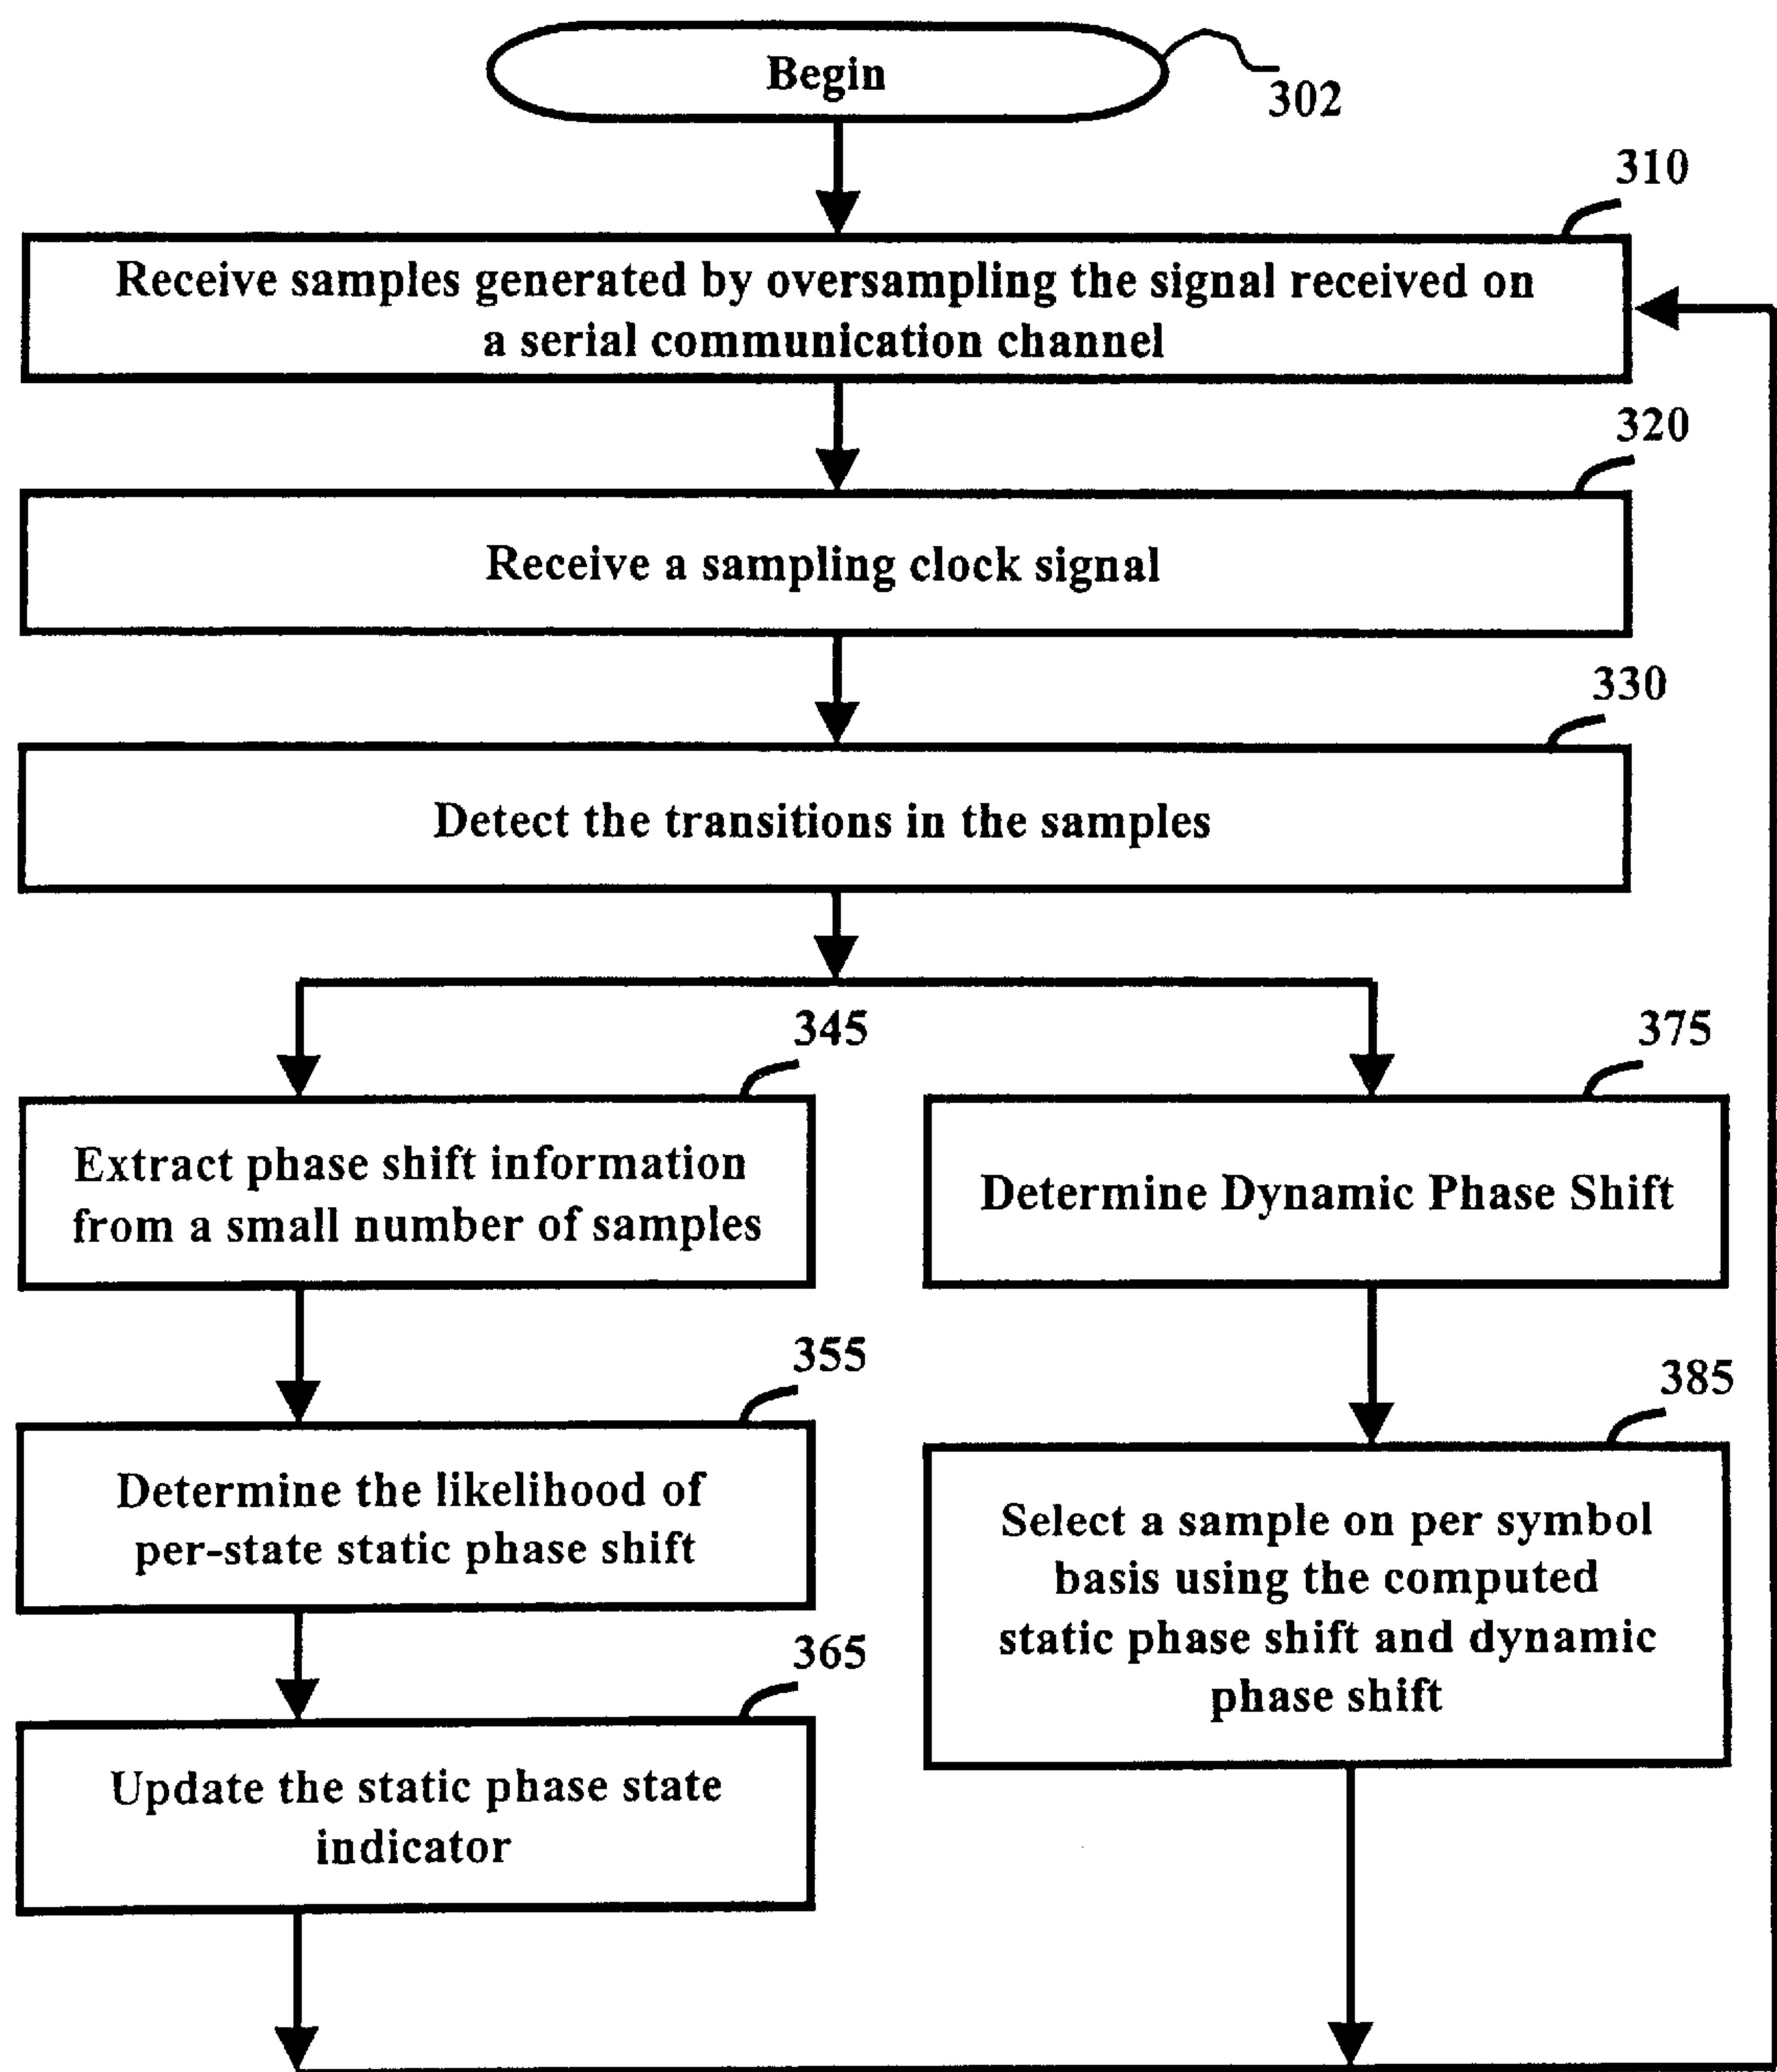 Begin
302
310
Receive samples generated by oversampling the signal received on
a serial communication channel
320
Receive a sampling clock signal
330
Detect the transitions in the samples
345
Extract phase shift information
from a small number of samples
355
Determine the likelihood of
per-state static phase shift
365
Update the static phase state
indicator
375
Determine Dynamic Phase Shift
385
Select a sample on per symbol
basis using the computed
static phase shift and dynamic
phase shift